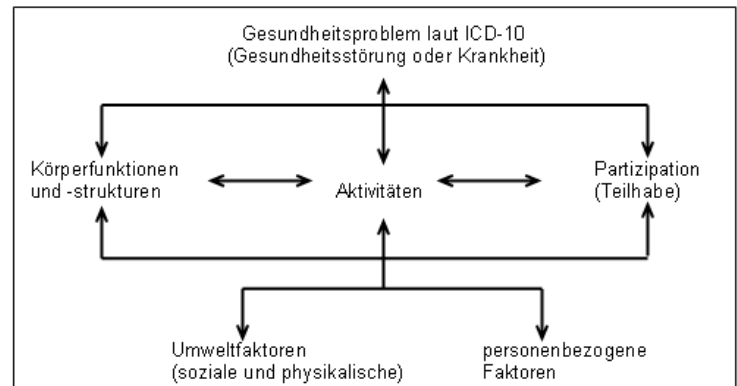 Gesundheitsproblem laut ICD-10
(Gesundheitsstörung oder Krankheit)
Körperfunktionen
und -strukturen
Aktivitäten
Partizipation
(Teilhabe)
Umweltfaktoren
(soziale und physikalische)
personenbezogene
Faktoren